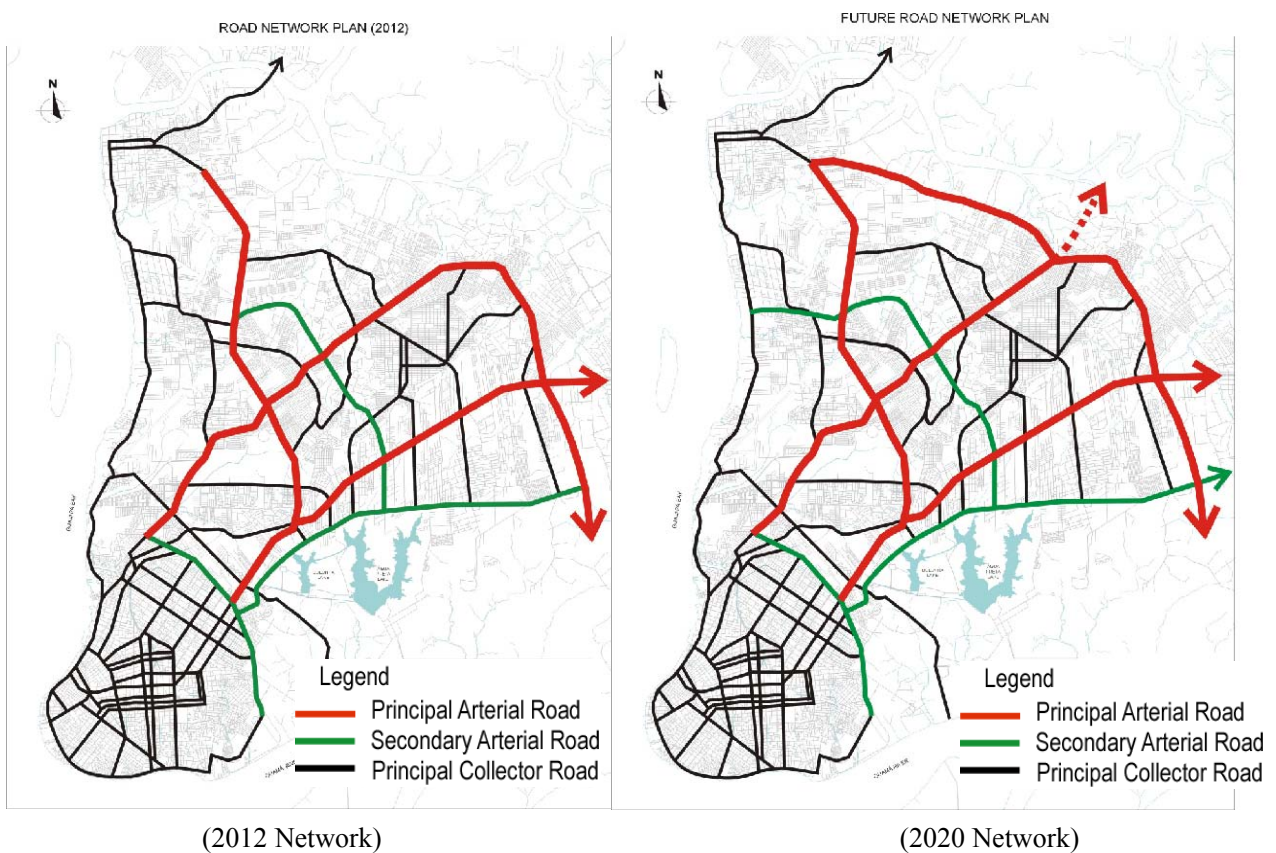 ROAD NETWORK PLAN (2012)
N
Legend
Principal Arterial Road
Secondary Arterial Road
Principal Collector Road
(2012 Network)
FUTURE ROAD NETWORK PLAN
N
Legend
Principal Arterial Road
Secondary Arterial Road
Principal Collector Road
(2020 Network)